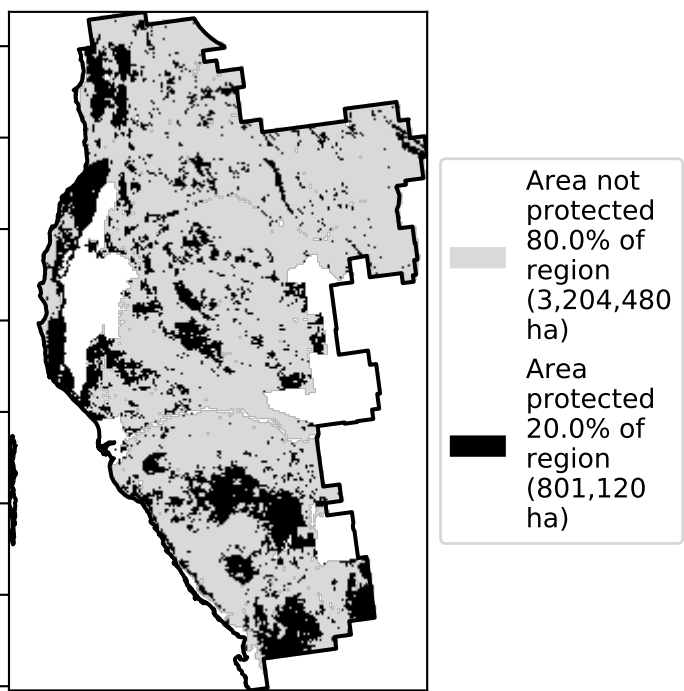 Area not
protected
80.0% of
region
(3,204,480
ha)
Area
protected
20.0% of
region
(801,120
ha)